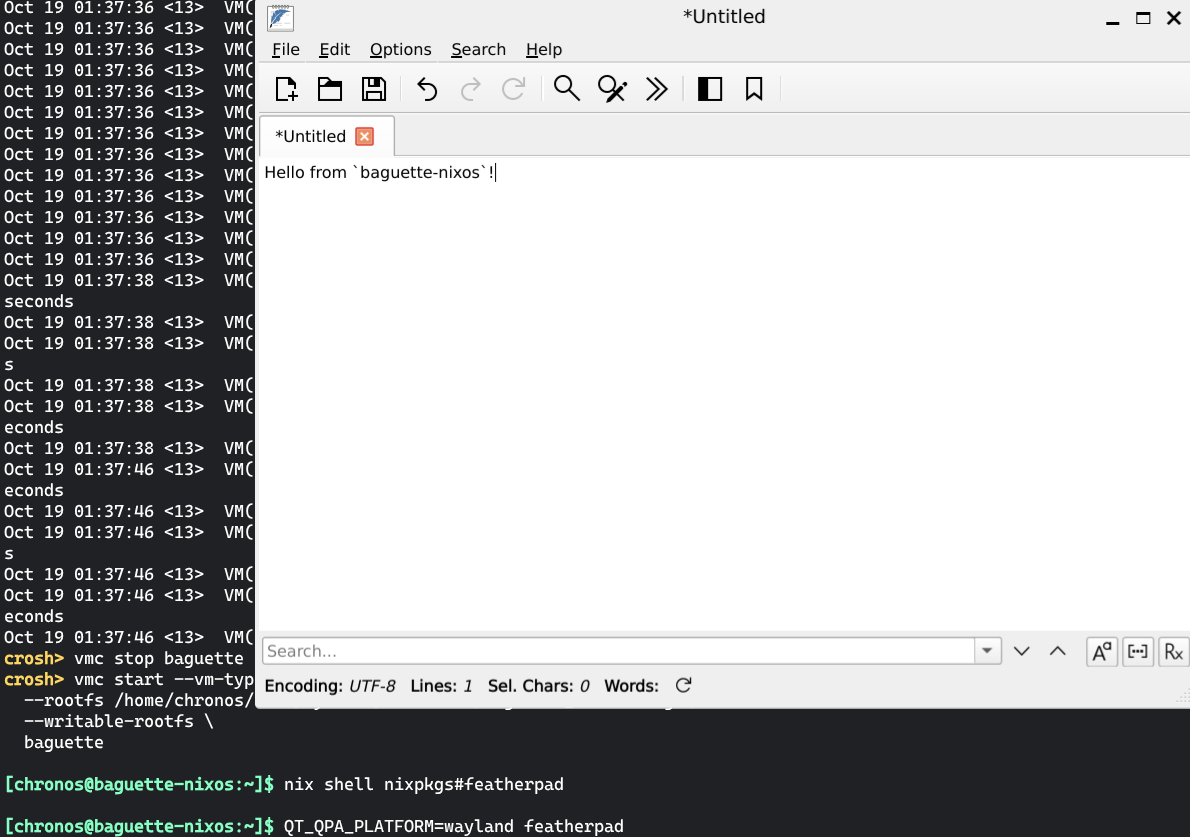 Oct 19 01:37:36 <13>  VM(
Oct 19 01:37:36 <13>  VM(
Oct 19 01:37:36 <13>  VM(
Oct 19 01:37:36 <13>  VM(
Oct 19 01:37:36 <13>  VM(
Oct 19 01:37:36 <13>  VM(
Oct 19 01:37:36 <13>  VM(
Oct 19 01:37:36 <13>  VM(
Oct 19 01:37:36 <13>  VM(
Oct 19 01:37:36 <13>  VM(
Oct 19 01:37:36 <13>  VM(
Oct 19 01:37:36 <13>  VM(
Oct 19 01:37:36 <13>  VM(
Oct 19 01:37:38 <13>  VM(
seconds
Oct 19 01:37:38 <13>  VM(
Oct 19 01:37:38 <13>  VM(
s
Oct 19 01:37:38 <13>  VM(
Oct 19 01:37:38 <13>  VM(
econds
Oct 19 01:37:38 <13>  VM(
Oct 19 01:37:46 <13>  VM(
econds
Oct 19 01:37:46 <13>  VM(
Oct 19 01:37:46 <13>  VM(
s
Oct 19 01:37:46 <13>  VM(
Oct 19 01:37:46 <13>  VM(
econds
Oct 19 01:37:46 <13>  VM(
crosh> vmc stop baguette
crosh> vmc start --vm-typ
--rootfs /home/chronos/
--writable-rootfs \
baguette
[chronos@baguette-nixos:~]$ nix shell nixpkgs#featherpad
[chronos@baguette-nixos:~]$ QT_QPA_PLATFORM=wayland featherpad
*Untitled
File Edit Options Search Help
*Untitled
Hello from `baguette-nixos`!
Search...
Aa [···] Rx
Encoding: UTF-8 Lines: 1 Sel. Chars: 0 Words: